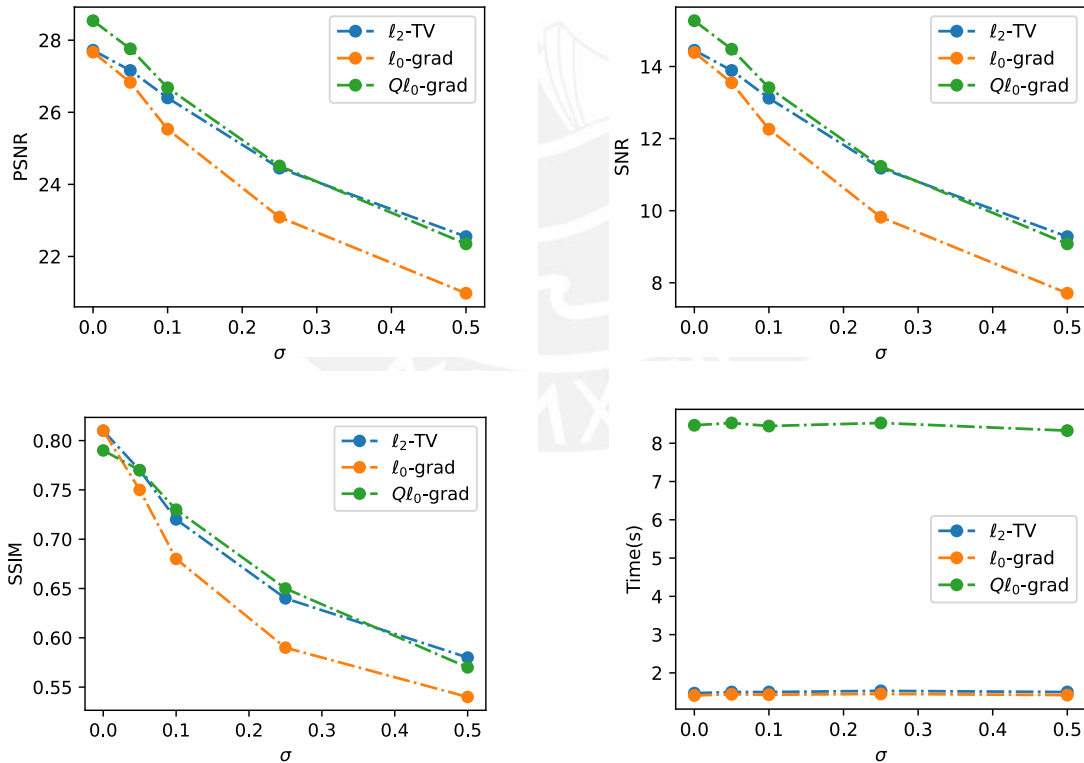 28
26
24
22
PSNR
0.0 0.1 0.2 0.3 0.4 0.5
σ
ℓ₂-TV
ℓ₀-grad
Qℓ₀-grad
14
12
10
8
SNR
0.0 0.1 0.2 0.3 0.4 0.5
σ
ℓ₂-TV
ℓ₀-grad
Qℓ₀-grad
0.80
0.75
0.70
0.65
0.60
0.55
SSIM
0.0 0.1 0.2 0.3 0.4 0.5
σ
ℓ₂-TV
ℓ₀-grad
Qℓ₀-grad
8
7
6
5
4
3
2
Time(s)
0.0 0.1 0.2 0.3 0.4 0.5
σ
ℓ₂-TV
ℓ₀-grad
Qℓ₀-grad